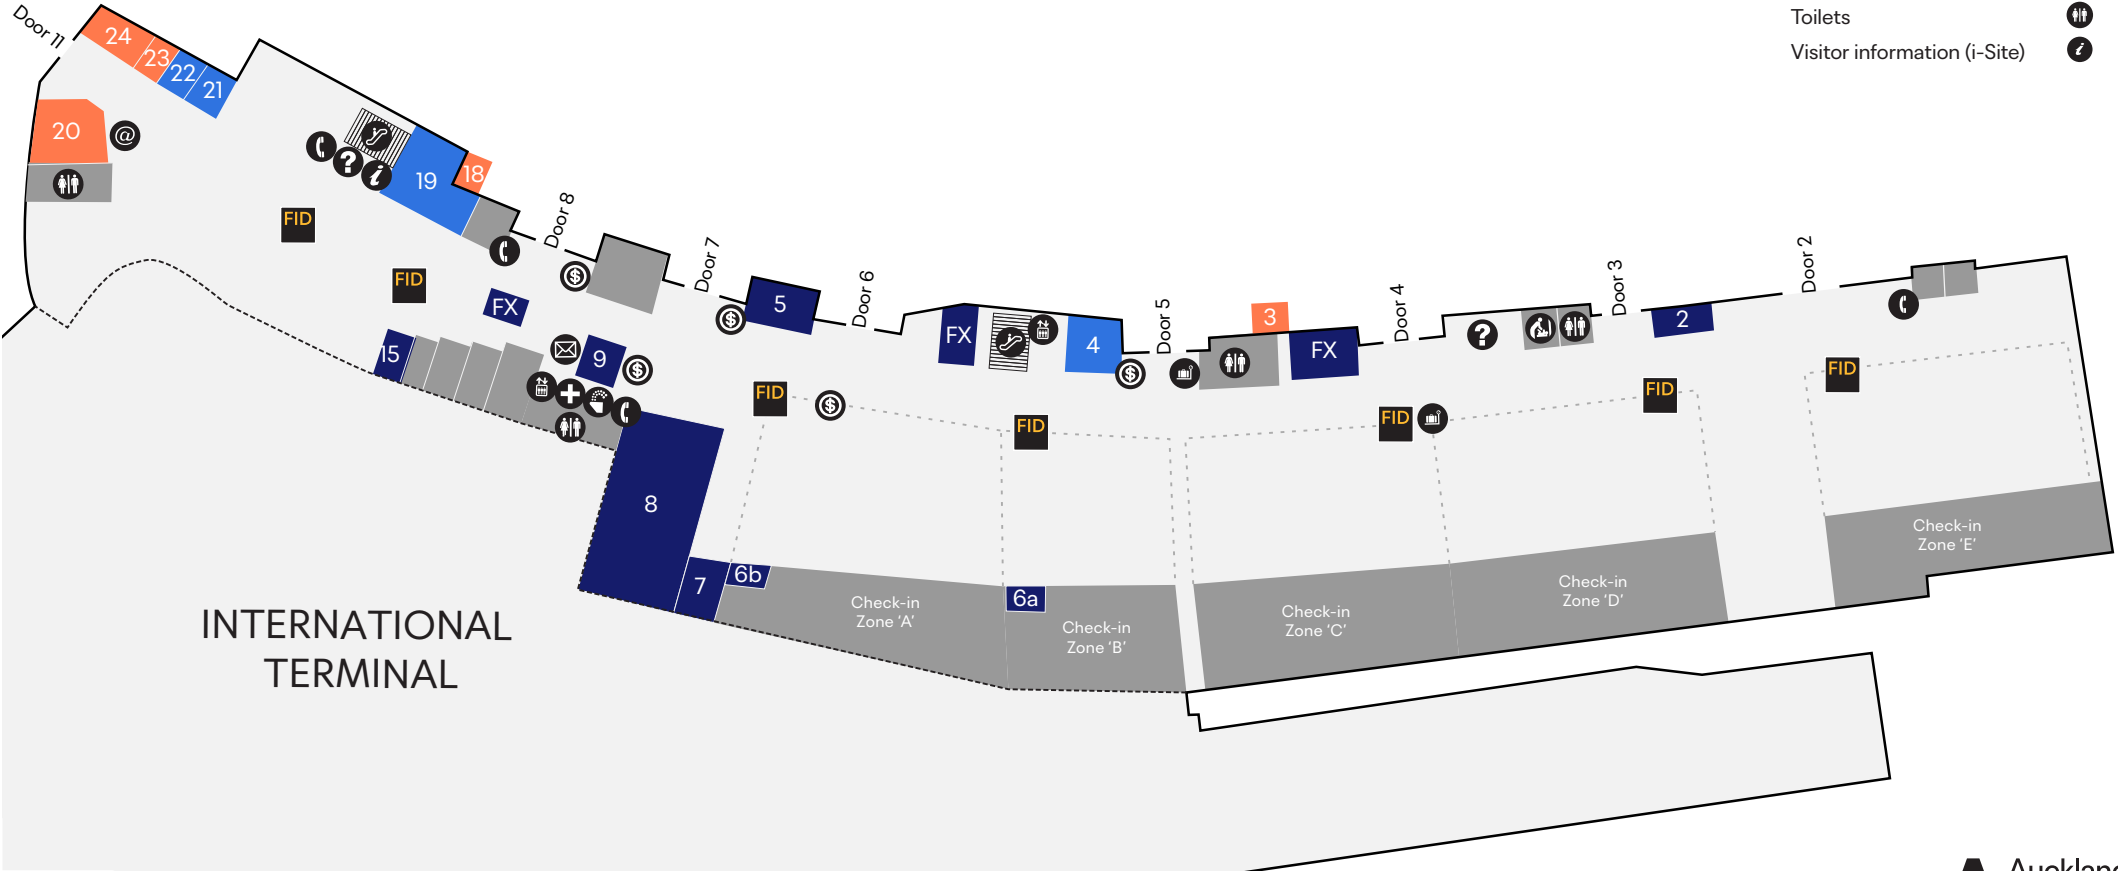 Toilets
Visitor information (i-Site)
Door 11
24
23
22
21
20
@
19
18
Door 8
Door 7
Door 6
Door 5
Door 4
Door 3
Door 2
FID
FID
FX
15
9
$
$
$
5
FX
4
$
3
FX
?
2
?
i
i
FID
$
FID
FID
FID
FID
8
7
6b
6a
Check-in
Zone 'A'
Check-in
Zone 'B'
Check-in
Zone 'C'
Check-in
Zone 'D'
Check-in
Zone 'E'
INTERNATIONAL
TERMINAL